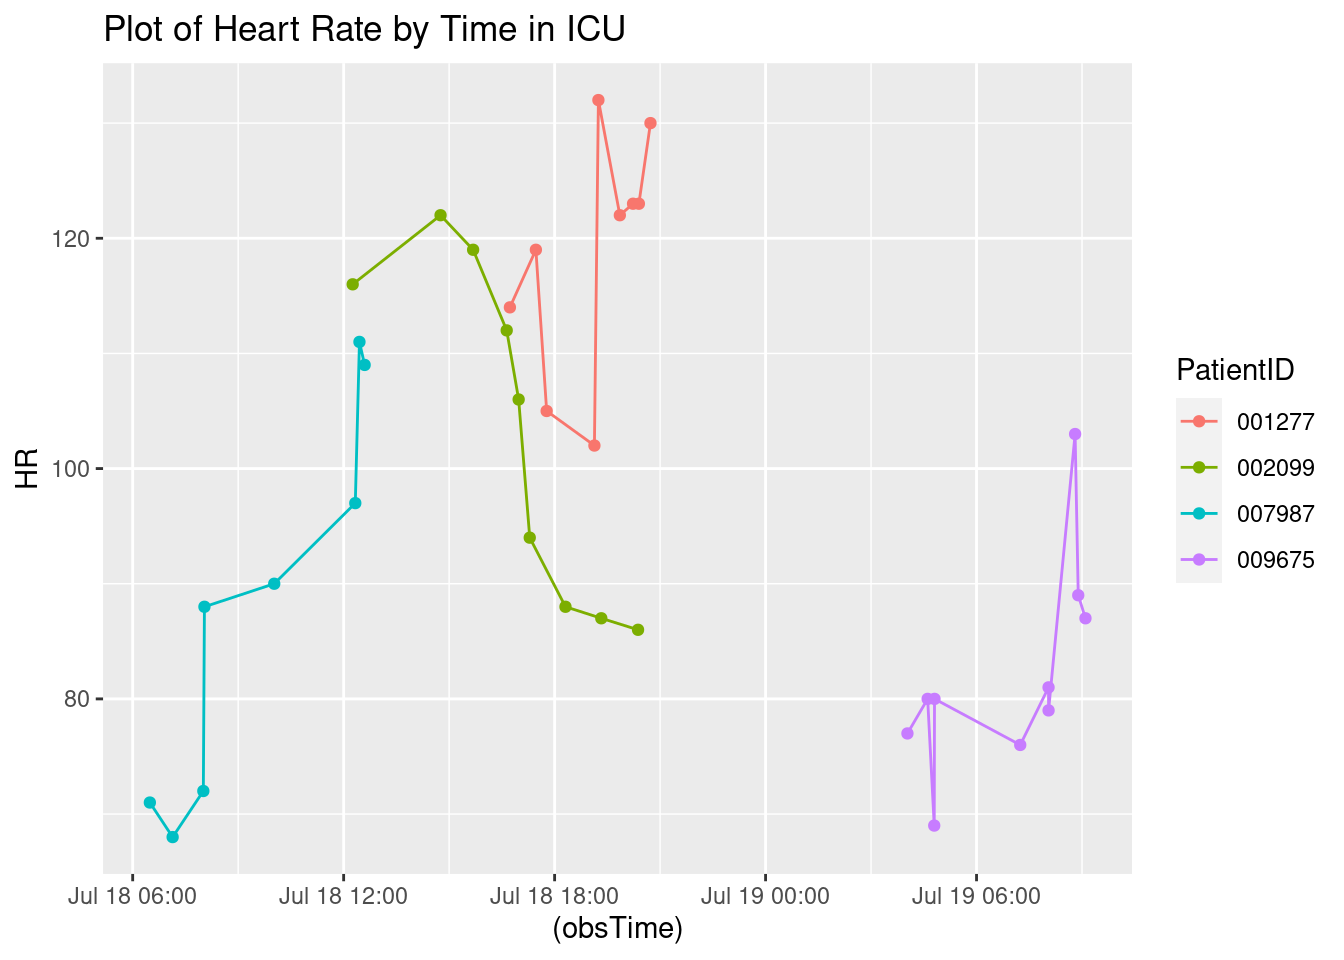 Plot of Heart Rate by Time in ICU
HR
120
100
80
Jul 18 06:00 Jul 18 12:00 Jul 18 18:00 Jul 19 00:00 Jul 19 06:00
(obsTime)
PatientID
001277
002099
007987
009675